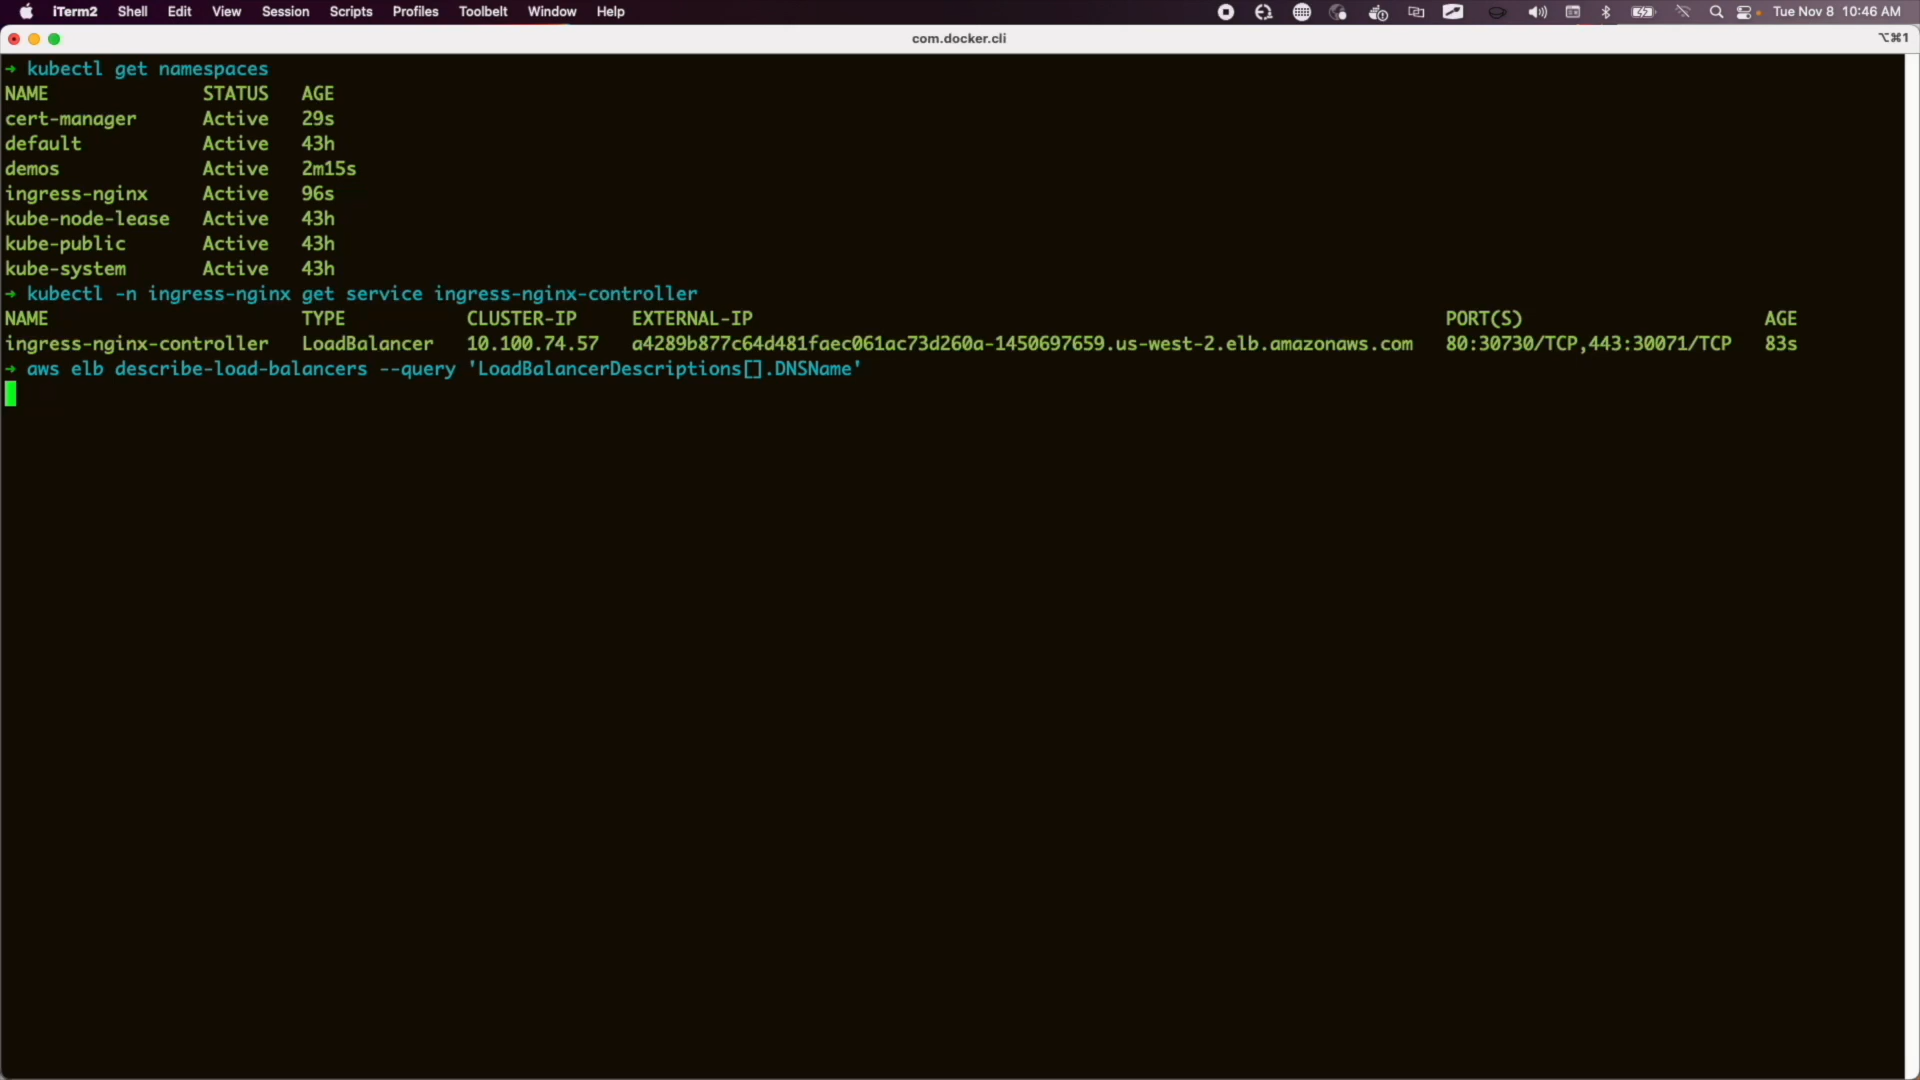 iTerm2 Shell Edit View Session Scripts Profiles Toolbelt Window Help Tue Nov 8 10:46 AM
com.docker.cli ⌥⌘1
→ kubectl get namespaces
NAME STATUS AGE
cert-manager Active 29s
default Active 43h
demos Active 2m15s
ingress-nginx Active 96s
kube-node-lease Active 43h
kube-public Active 43h
kube-system Active 43h
→ kubectl -n ingress-nginx get service ingress-nginx-controller
NAME TYPE CLUSTER-IP EXTERNAL-IP PORT(S) AGE
ingress-nginx-controller LoadBalancer 10.100.74.57 a4289b877c64d481faec061ac73d260a-1450697659.us-west-2.elb.amazonaws.com 80:30730/TCP,443:30071/TCP 83s
→ aws elb describe-load-balancers --query 'LoadBalancerDescriptions[].DNSName'